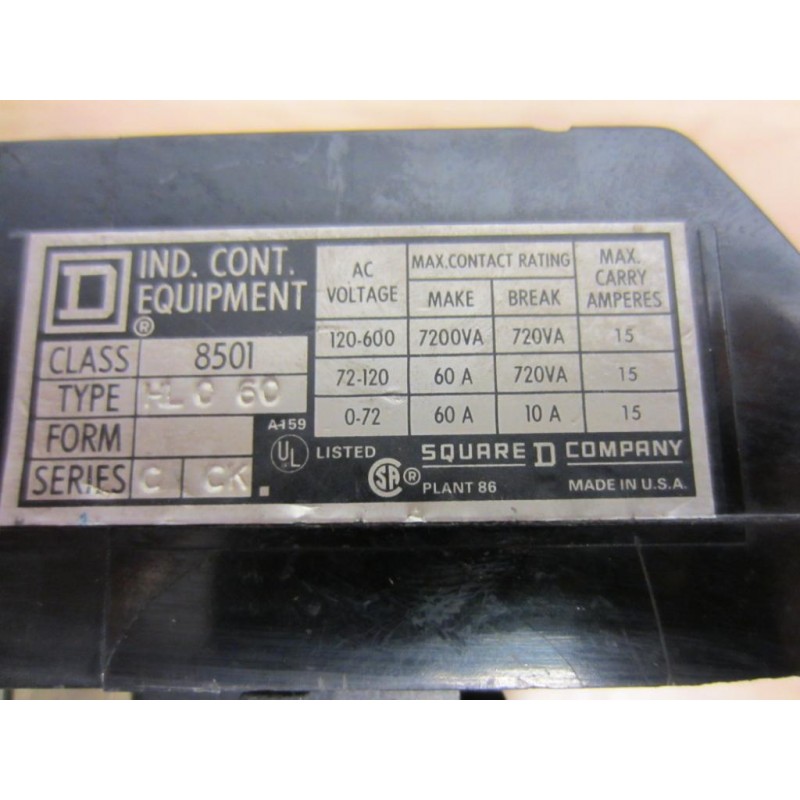 D
IND. CONT.
EQUIPMENT
®
CLASS 8501
TYPE HL O 60
FORM
SERIES C CK.
A-159
UL LISTED
AC VOLTAGE MAX.CONTACT RATING MAX. CARRY AMPERES
MAKE BREAK
120-600 7200VA 720VA 15
72-120 60 A 720VA 15
0-72 60 A 10 A 15
SQUARE D COMPANY
SA ® PLANT 86 MADE IN U.S.A.